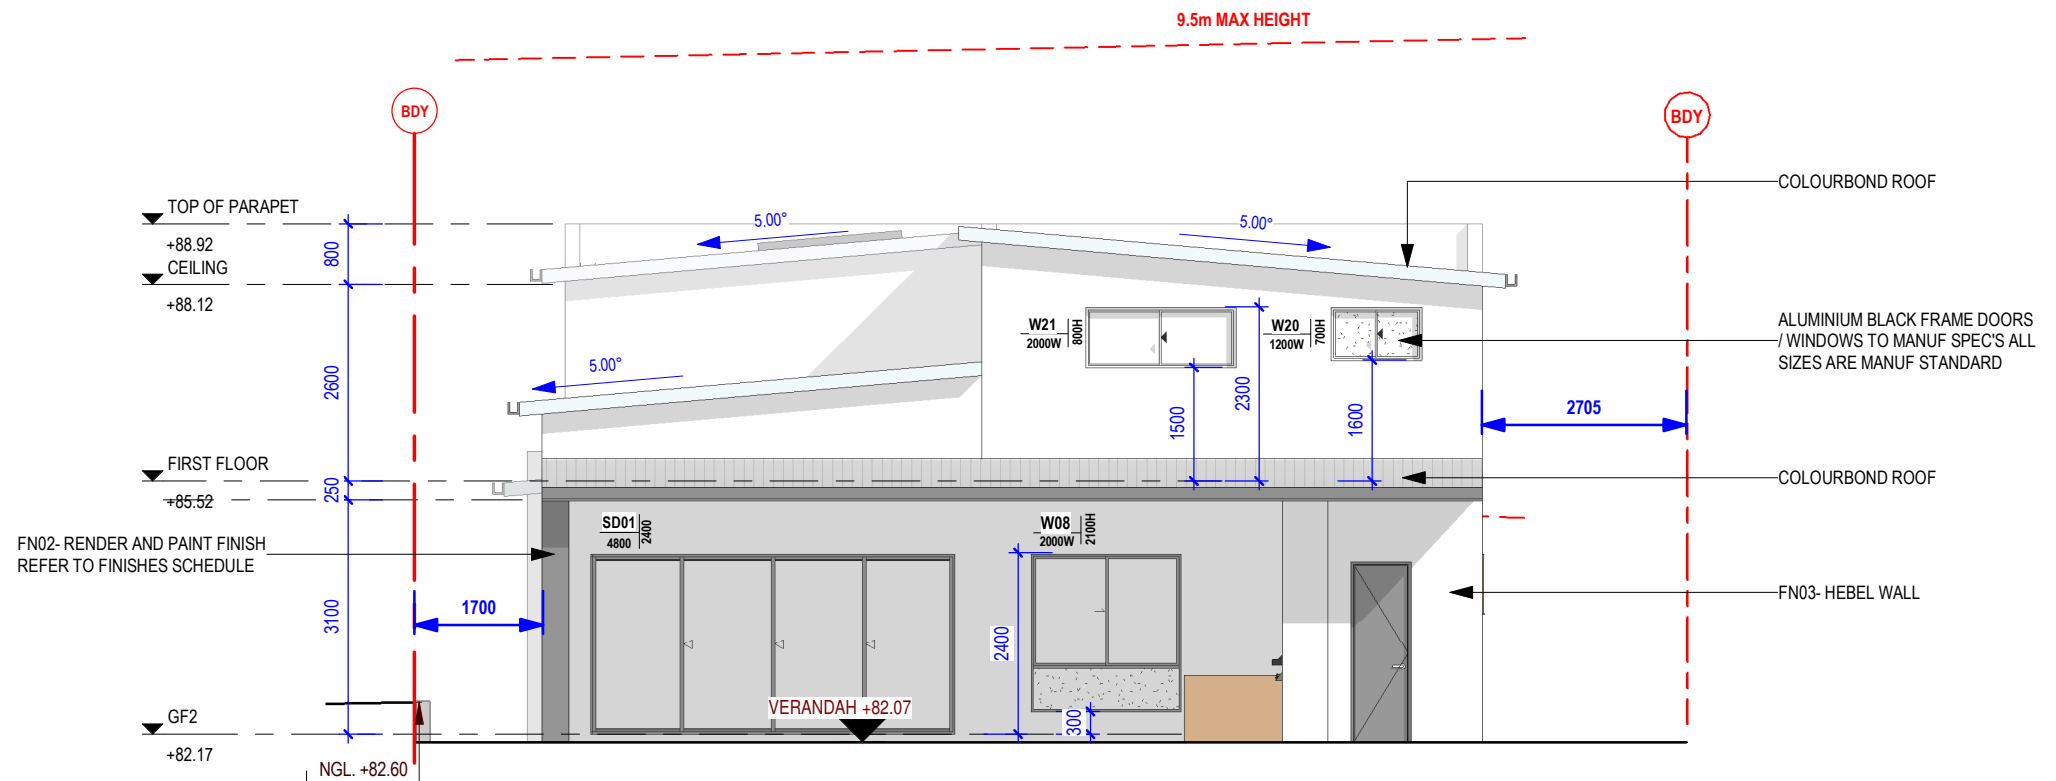 9.5m MAX HEIGHT
BDY
BDY
COLOURBOND ROOF
TOP OF PARAPET
+88.92
800
CEILING
+88.12
5.00°
5.00°
W21
2000W
800H
W20
1200W
700H
ALUMINIUM BLACK FRAME DOORS
/ WINDOWS TO MANUF SPEC'S ALL
SIZES ARE MANUF STANDARD
5.00°
2600
1500
2300
1600
2705
FIRST FLOOR
+85.52
250
COLOURBOND ROOF
SD01
4800
2400
W08
2000W
2100H
FN02- RENDER AND PAINT FINISH
REFER TO FINISHES SCHEDULE
FN03- HEBEL WALL
1700
3100
2400
VERANDAH +82.07
300
GF2
+82.17
NGL. +82.60